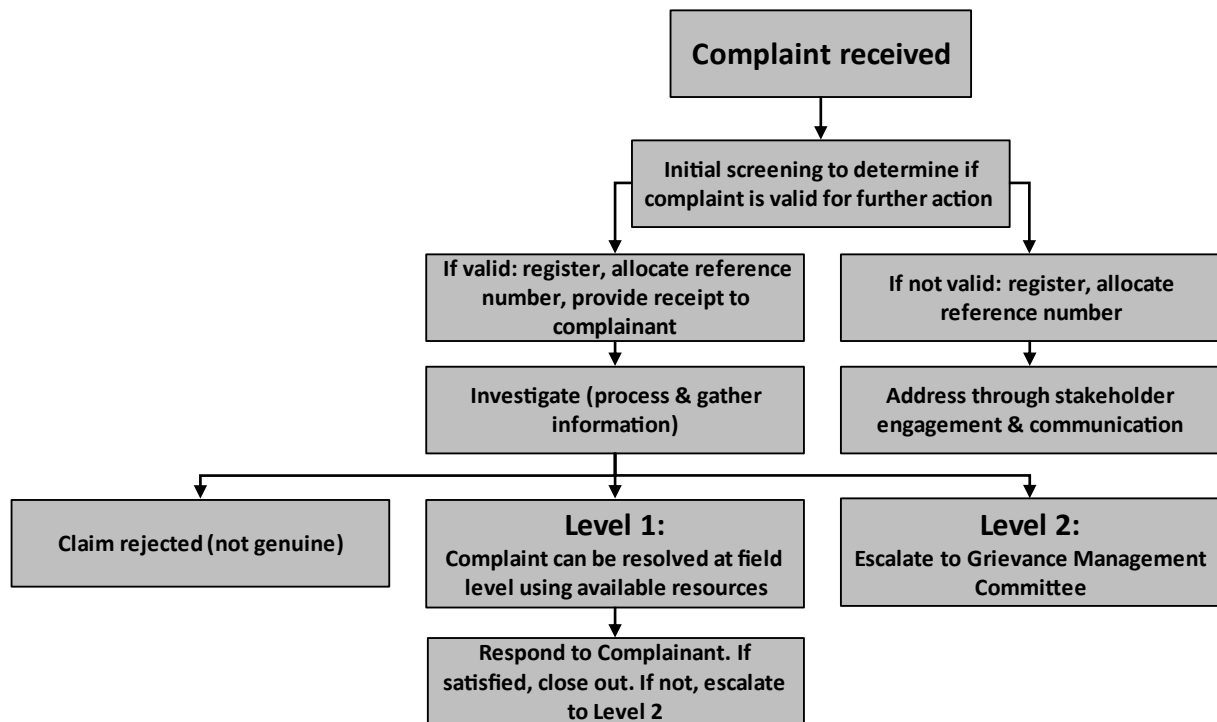 Complaint received
Initial screening to determine if
complaint is valid for further action
If valid: register, allocate reference
number, provide receipt to
complainant
If not valid: register, allocate
reference number
Investigate (process & gather
information)
Address through stakeholder
engagement & communication
Claim rejected (not genuine)
Level 1:
Complaint can be resolved at field
level using available resources
Level 2:
Escalate to Grievance Management
Committee
Respond to Complainant. If
satisfied, close out. If not, escalate
to Level 2